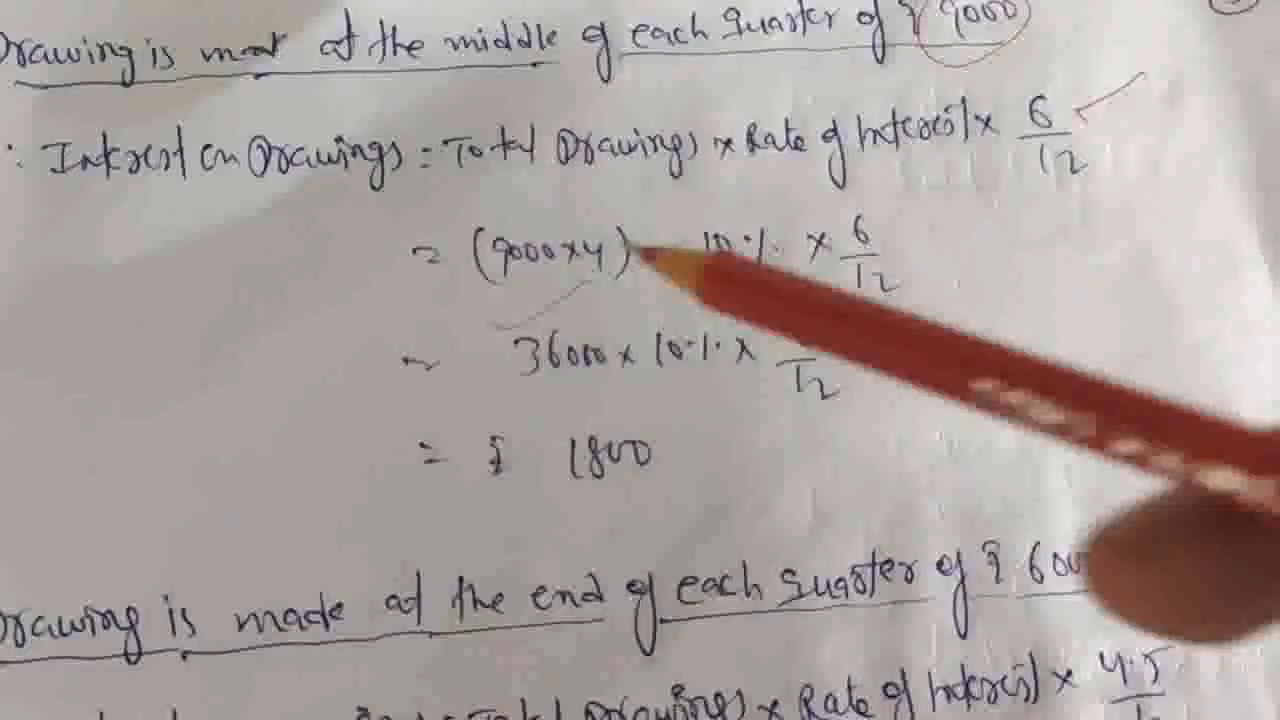 Drawing is mad at the middle of each Quarter of ₹ 9000
∴ Interest on Drawings = Total Drawings × Rate of Interest × 6/12
= (9000×4) 10% × 6/12
= 36000 × 10% × /12
= ₹ 1800
Drawing is made at the end of each Quarter of ₹ 600
Total Drawings × Rate of Interest × 4.5/1